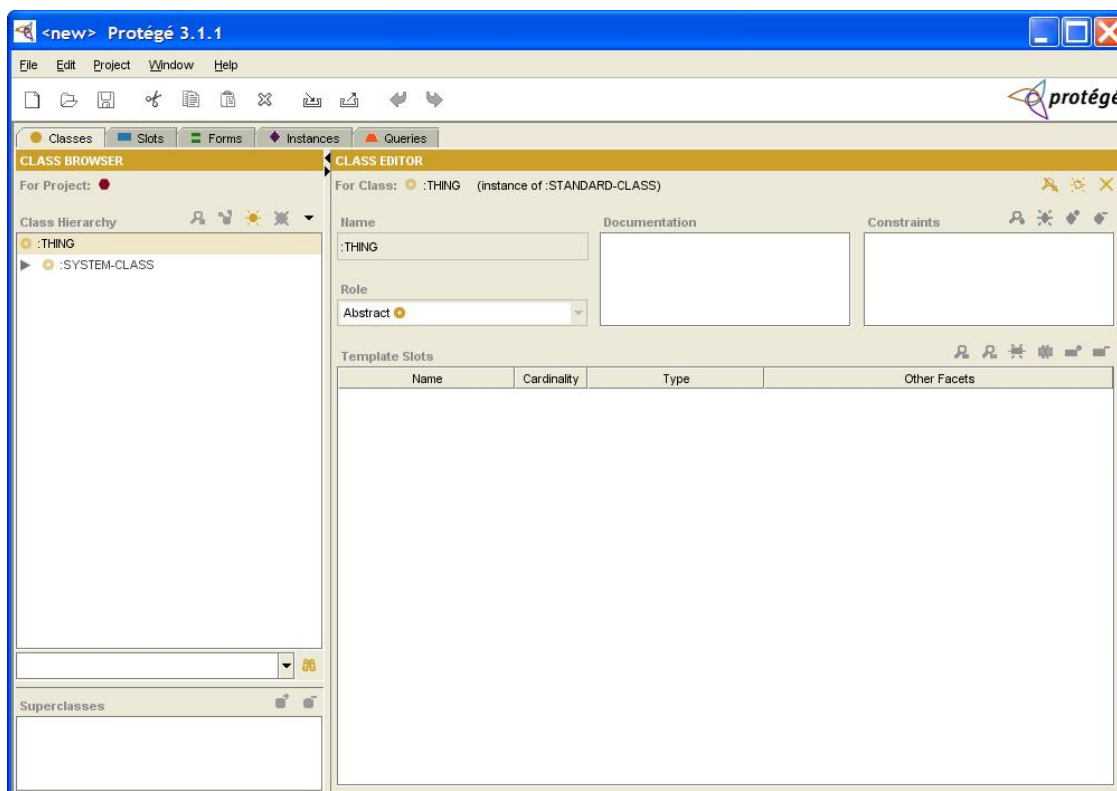 <new> Protégé 3.1.1
File Edit Project Window Help
protégé
Classes Slots Forms Instances Queries
CLASS BROWSER
For Project:
Class Hierarchy
:THING
:SYSTEM-CLASS
Superclasses
CLASS EDITOR
For Class: :THING (instance of :STANDARD-CLASS)
Name Documentation Constraints
:THING
Role
Abstract
Template Slots
Name Cardinality Type Other Facets